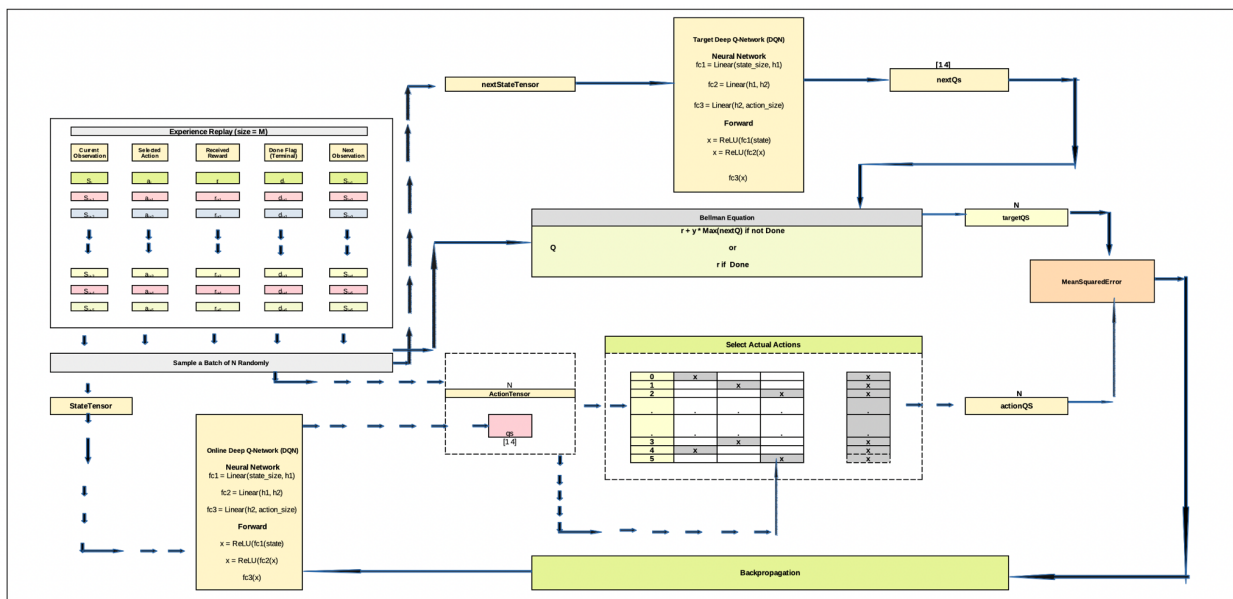 Target Deep Q-Network (DQN)
Neural Network
fc1 = Linear(state_size, h1)
fc2 = Linear(h1, h2)
fc3 = Linear(h2, action_size)
Forward
x = ReLU(fc1(state)
x = ReLU(fc2(x)
fc3(x)
nextStateTensor
[1 4]
nextQs
Experience Replay (size = M)
Current Observation
Selected Action
Received Reward
Done Flag (Terminal)
Next Observation
Bellman Equation
r + y * Max(nextQ) if not Done
Q
or
r if Done
N
targetQS
MeanSquaredError
Sample a Batch of N Randomly
StateTensor
N
ActionTensor
qs
[1 4]
Select Actual Actions
0 x x
1 x x
2 x x
. . . . .
. . . . .
3 x x
4 x x
5 x x
N
actionQS
Online Deep Q-Network (DQN)
Neural Network
fc1 = Linear(state_size, h1)
fc2 = Linear(h1, h2)
fc3 = Linear(h2, action_size)
Forward
x = ReLU(fc1(state)
x = ReLU(fc2(x)
fc3(x)
Backpropagation